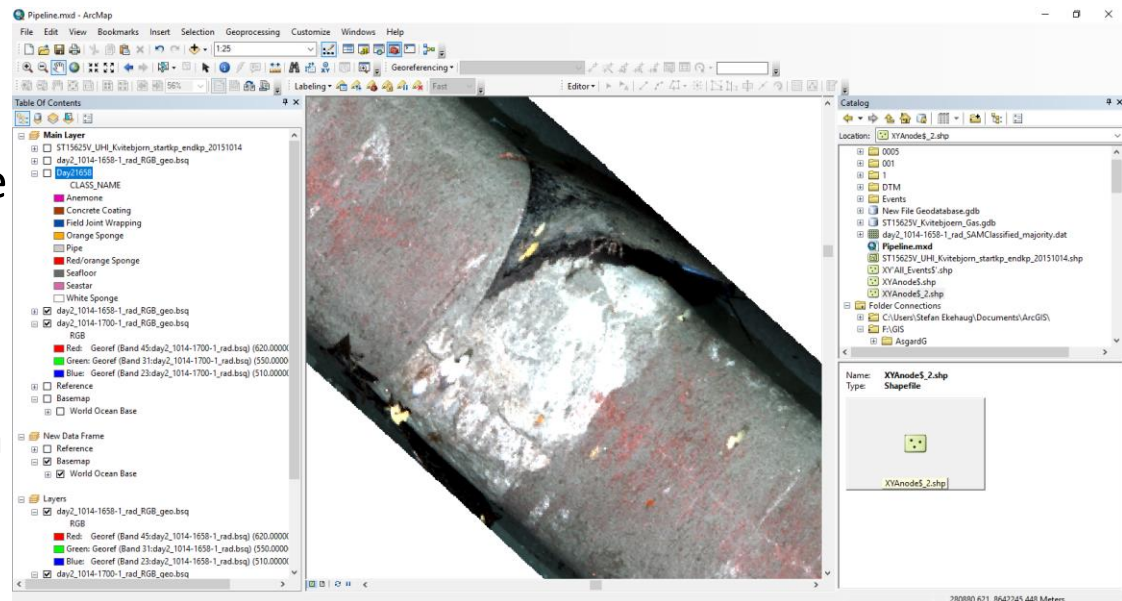 Pipeline.mxd - ArcMap
File Edit View Bookmarks Insert Selection Geoprocessing Customize Windows Help
1:25
Georeferencing
56%
Labeling
Fast
Editor
Table Of Contents
Main Layer
ST15625V_UHI_Kvitebjorn_startkp_endkp_20151014
day2_1014-1658-1_rad_RGB_geo.bsq
Day21658
CLASS_NAME
Anemone
Concrete Coating
Field Joint Wrapping
Orange Sponge
Pipe
Red/orange Sponge
Seafloor
Seastar
White Sponge
day2_1014-1658-1_rad_RGB_geo.bsq
day2_1014-1700-1_rad_RGB_geo.bsq
RGB
Red: Georef (Band 45:day2_1014-1700-1_rad.bsq) (620.0000
Green: Georef (Band 31:day2_1014-1700-1_rad.bsq) (550.0000
Blue: Georef (Band 23:day2_1014-1700-1_rad.bsq) (510.0000
Reference
Basemap
World Ocean Base
New Data Frame
Reference
Basemap
World Ocean Base
Layers
day2_1014-1658-1_rad_RGB_geo.bsq
RGB
Red: Georef (Band 45:day2_1014-1658-1_rad.bsq) (620.0000
Green: Georef (Band 31:day2_1014-1658-1_rad.bsq) (550.0000
Blue: Georef (Band 23:day2_1014-1658-1_rad.bsq) (510.0000
day2_1014-1700-1_rad_RGB_geo.bsq
Catalog
Location: XYAnode$_2.shp
0005
001
1
DTM
Events
New File Geodatabase.gdb
ST15625V_Kvitebjoern_Gas.gdb
day2_1014-1658-1_rad_SAMClassified_majority.dat
Pipeline.mxd
ST15625V_UHI_Kvitebjorn_startkp_endkp_20151014.shp
XY'All_Events$'.shp
XYAnode$.shp
XYAnode$_2.shp
Folder Connections
C:\Users\Stefan Ekehaug\Documents\ArcGIS\
F:\GIS
AsgardG
Name: XYAnode$_2.shp
Type: Shapefile
XYAnode$_2.shp
280880,621 8642245,448 Meters